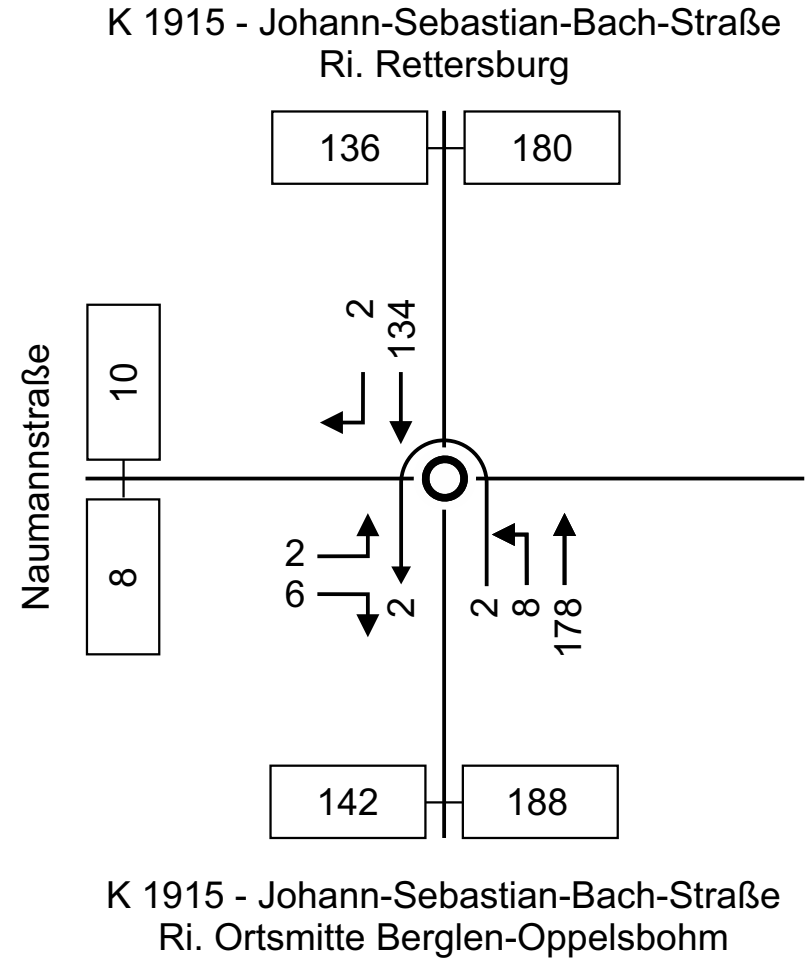 K 1915 - Johann-Sebastian-Bach-Straße
Ri. Rettersburg
136
180
2
134
Naumannstraße
10
8
2
6
2
2
8
178
142
188
K 1915 - Johann-Sebastian-Bach-Straße
Ri. Ortsmitte Berglen-Oppelsbohm